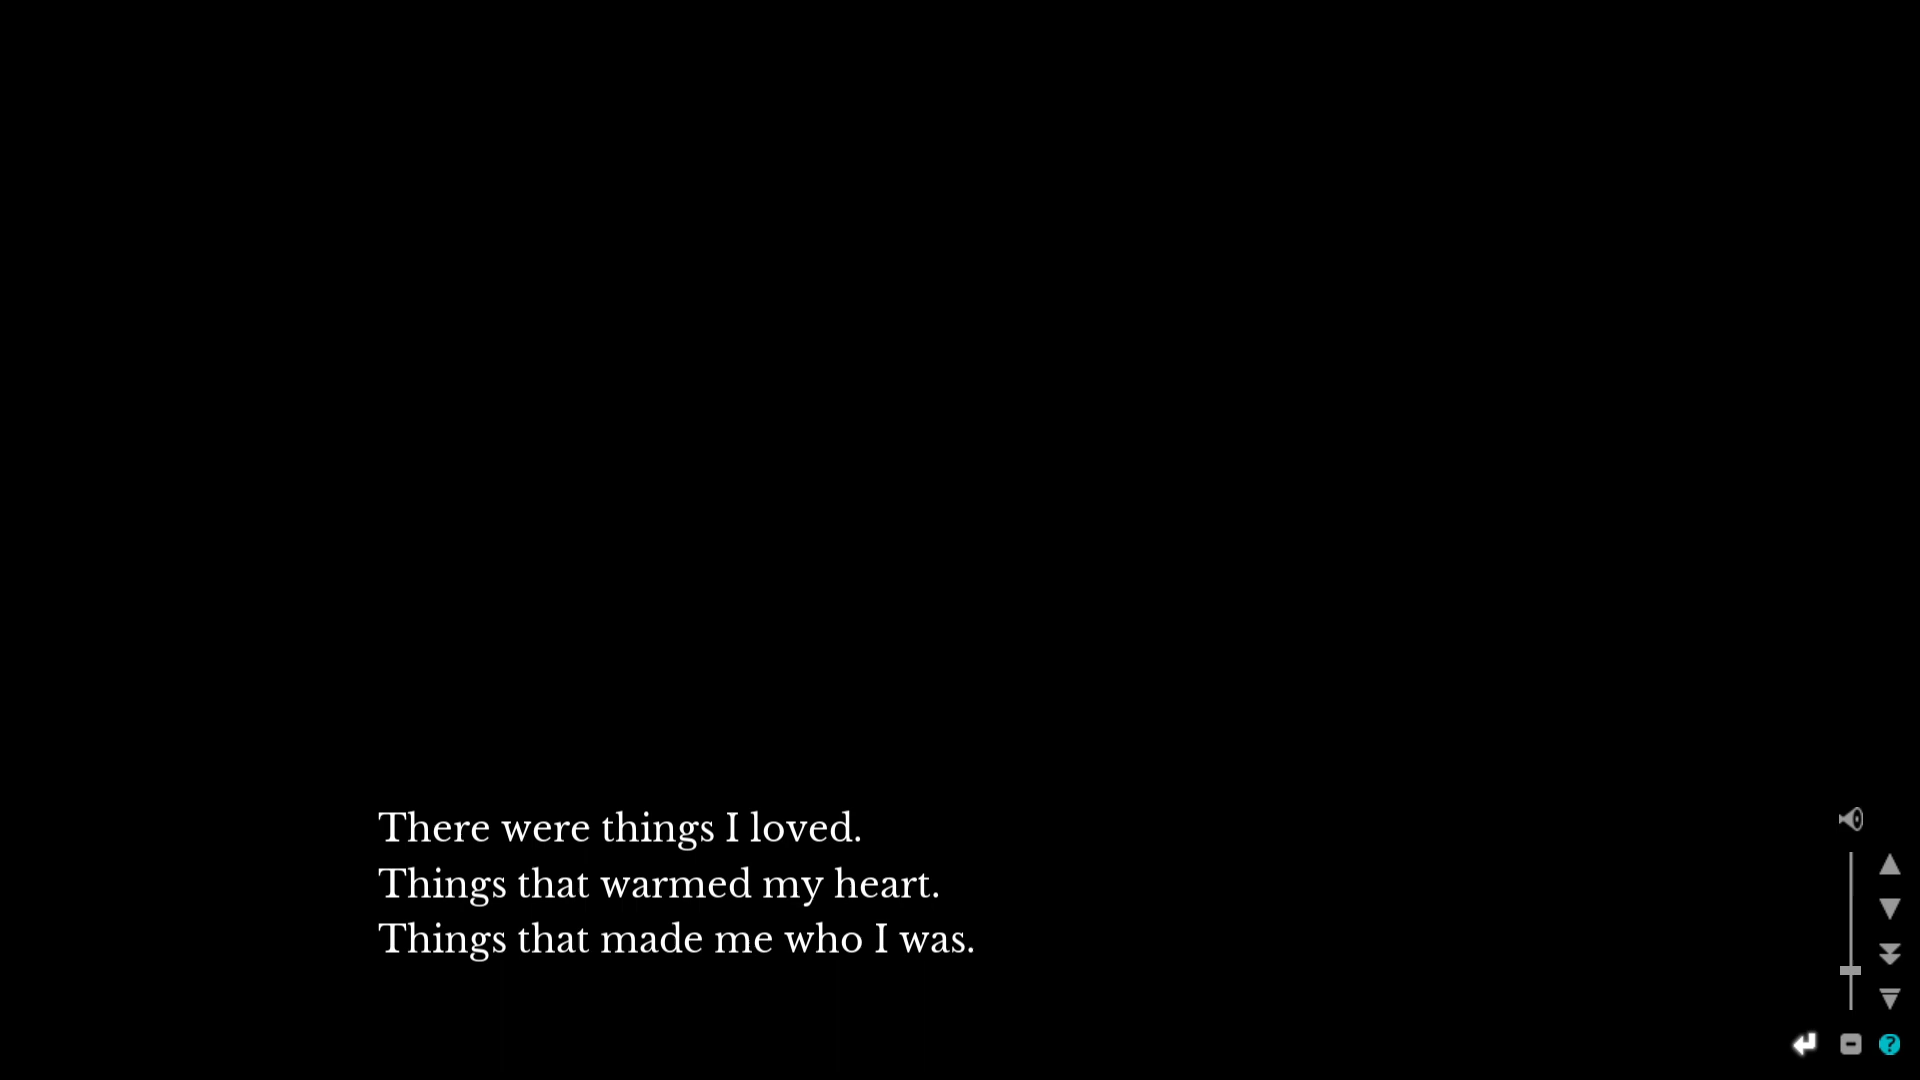 There were things I loved.
Things that warmed my heart.
Things that made me who I was.
?